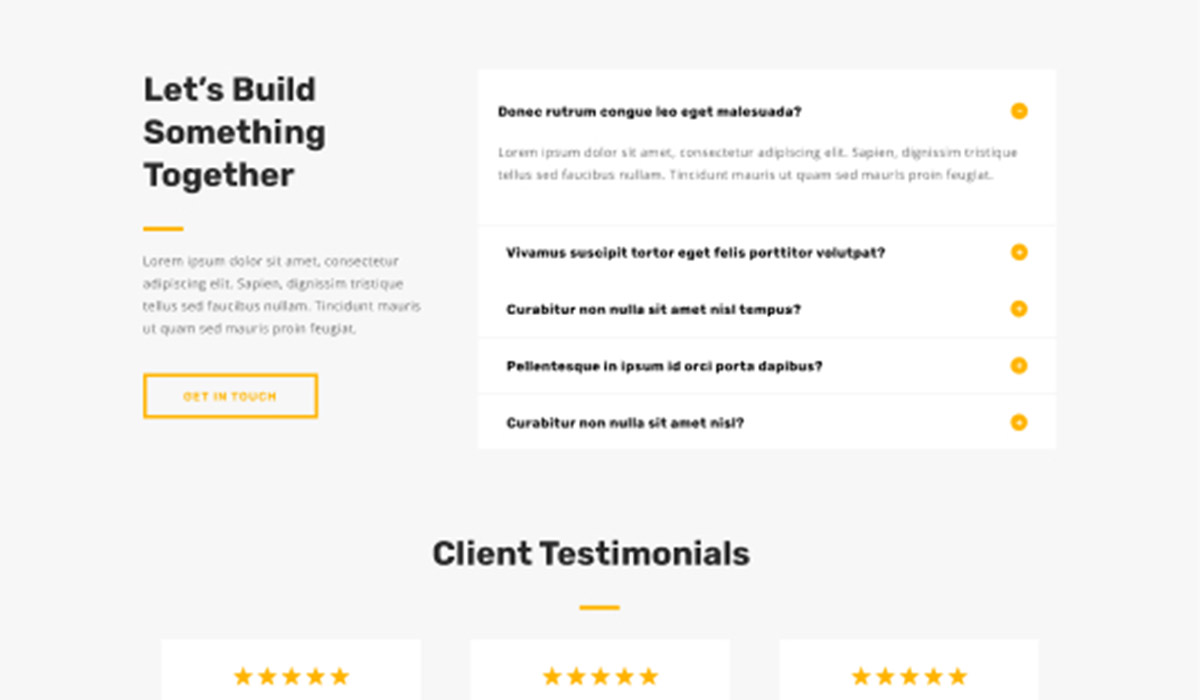 Let's Build
Something
Together
Lorem ipsum dolor sit amet, consectetur
adipiscing elit. Sapien, dignissim tristique
tellus sed faucibus nullam. Tincidunt mauris
ut quam sed mauris proin feugiat.
GET IN TOUCH
Donec rutrum congue leo eget malesuada?
Lorem ipsum dolor sit amet, consectetur adipiscing elit. Sapien, dignissim tristique
tellus sed faucibus nullam. Tincidunt mauris ut quam sed mauris proin feugiat.
Vivamus suscipit tortor eget felis porttitor volutpat?
Curabitur non nulla sit amet nisl tempus?
Pellentesque in ipsum id orci porta dapibus?
Curabitur non nulla sit amet nisl?
Client Testimonials